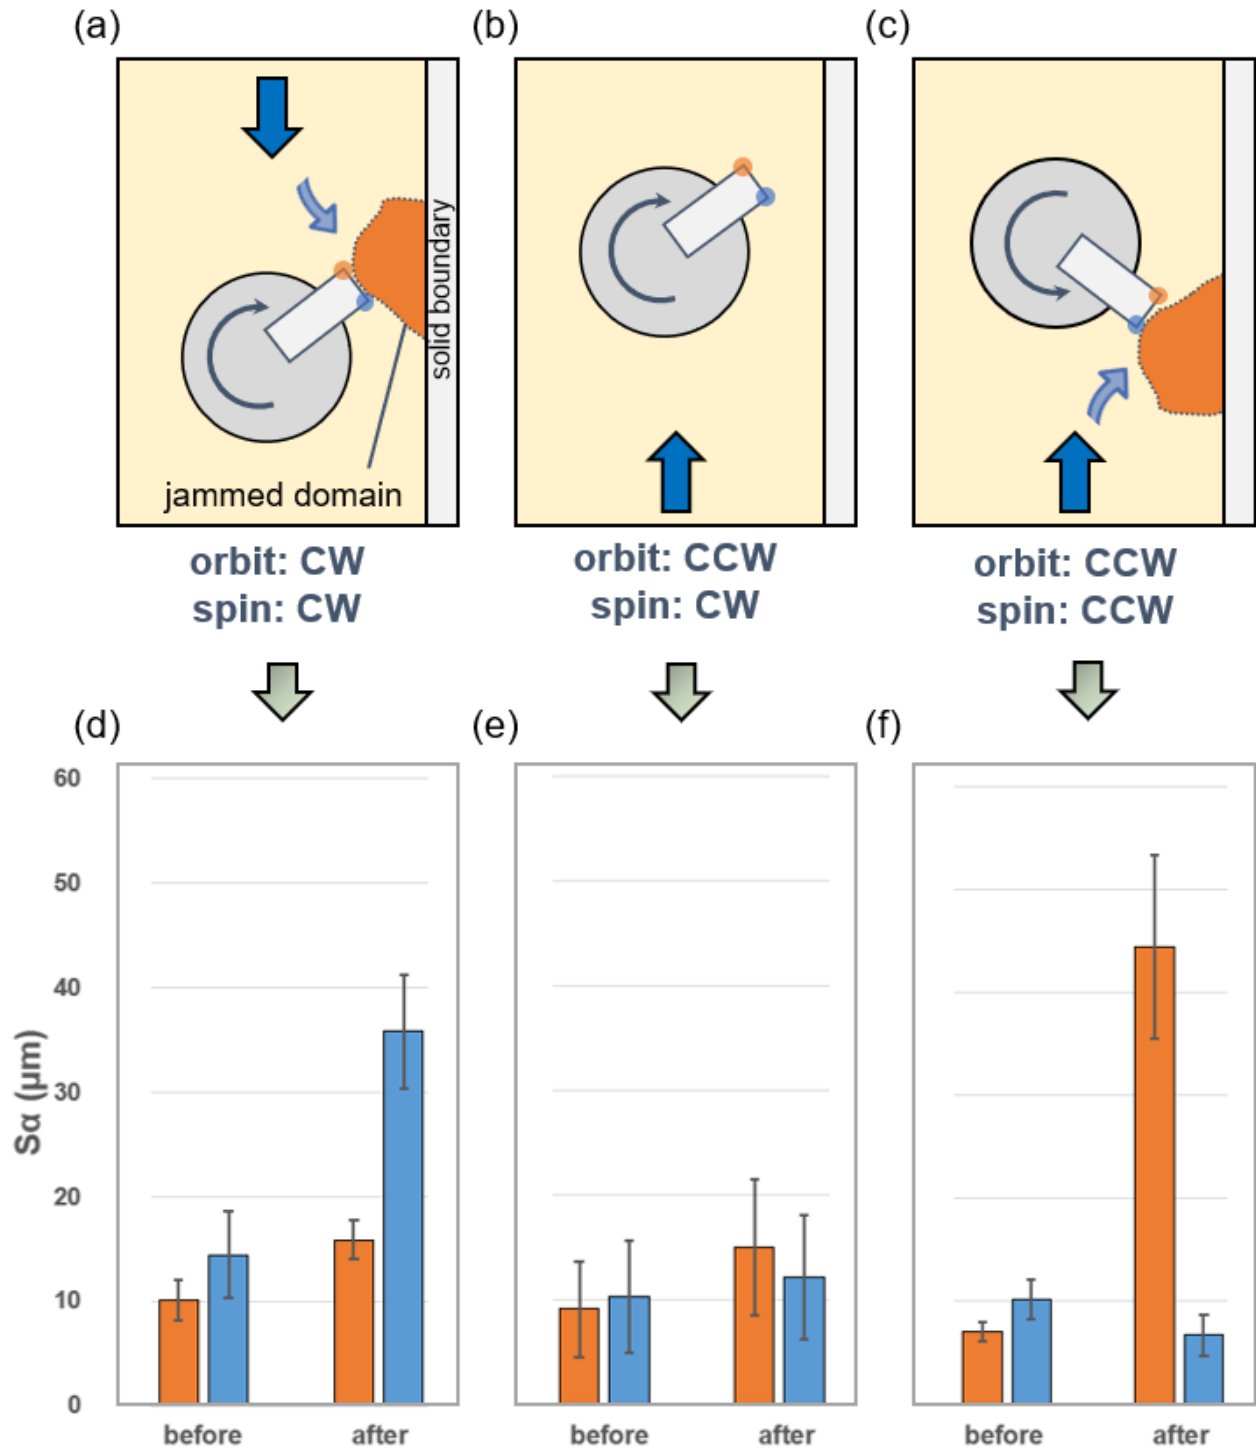 (a)
(b)
(c)
solid boundary
jammed domain
orbit: CW
spin: CW
orbit: CCW
spin: CW
orbit: CCW
spin: CCW
(d)
(e)
(f)
Sα (μm)
60
50
40
30
20
10
0
before
after
before
after
before
after